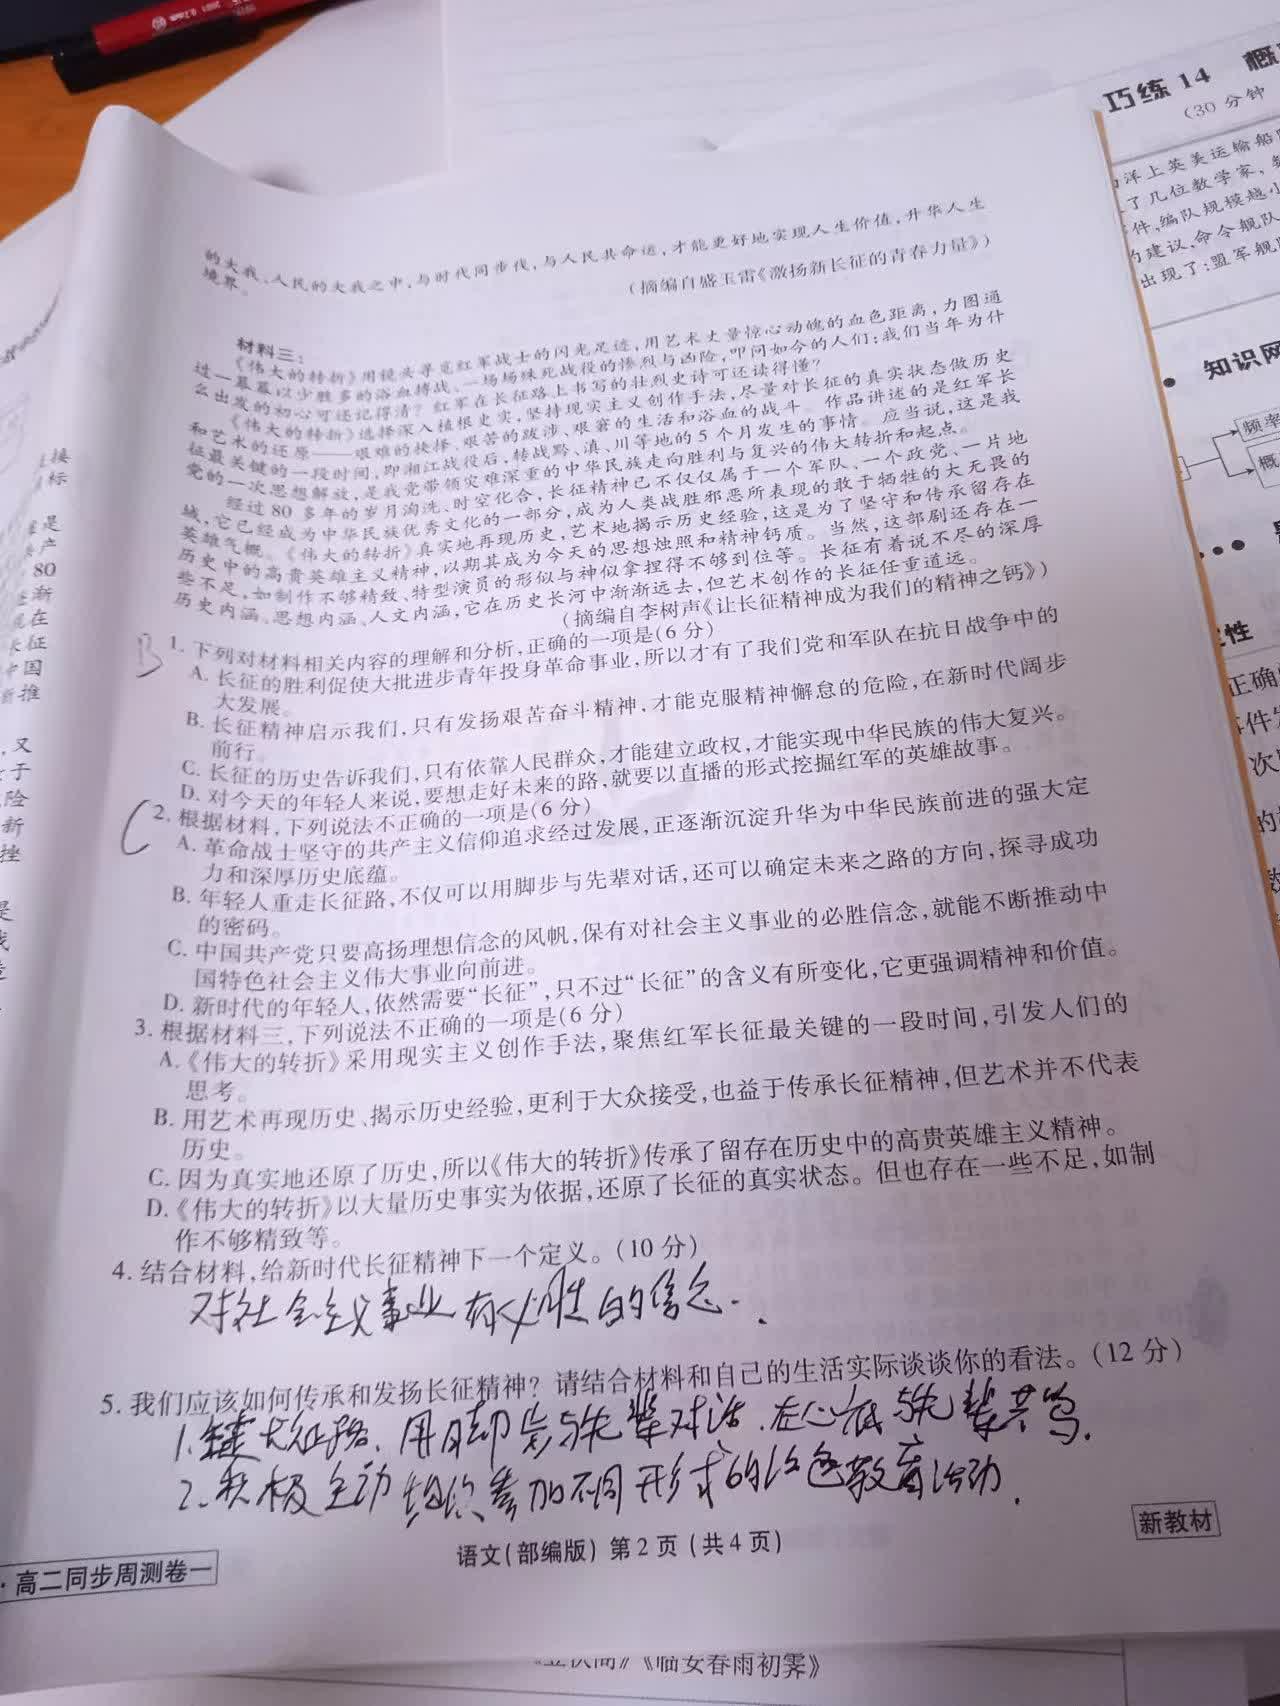 的大我、人民的大我之中,与时代同步伐,与人民共命运,才能更好地实现人生价值,升华人生
境界。
(摘编自盛玉雷《激扬新长征的青春力量》)
材料三:
《伟大的转折》用镜头寻觅红军战士的闪光足迹,用艺术丈量惊心动魄的血色距离,力图通
过一幕幕以少胜多的浴血搏战、一场场殊死战役的惨烈与凶险,叩问如今的人们:我们当年为什
么出发的初心可还记得清?红军在长征路上书写的壮烈史诗可还读得懂?
《伟大的转折》选择深入植根史实,坚持现实主义创作手法,尽量对长征的真实状态做历史
和艺术的还原——艰难的抉择、艰苦的跋涉、艰窘的生活和浴血的战斗。作品讲述的是红军长
征最关键的一段时间,即湘江战役后,转战黔、滇、川等地的5个月发生的事情。应当说,这是我
党的一次思想解放,是我党带领灾难深重的中华民族走向胜利与复兴的伟大转折和起点。
经过80多年的岁月淘洗、时空化合,长征精神已不仅仅属于一个军队、一个政党、一片地
域,它已经成为中华民族优秀文化的一部分,成为人类战胜邪恶所表现的敢于牺牲的大无畏的
英雄气概。《伟大的转折》真实地再现历史,艺术地揭示历史经验,这是为了坚守和传承留存在
历史中的高贵英雄主义精神,以期其成为今天的思想烛照和精神钙质。当然,这部剧还存在一
些不足,如制作不够精致、特型演员的形似与神似拿捏得不够到位等。长征有着说不尽的深厚
历史内涵、思想内涵、人文内涵,它在历史长河中渐渐远去,但艺术创作的长征任重道远。
(摘编自李树声《让长征精神成为我们的精神之钙》)
B 1. 下列对材料相关内容的理解和分析,正确的一项是(6分)
A. 长征的胜利促使大批进步青年投身革命事业,所以才有了我们党和军队在抗日战争中的
大发展。
B. 长征精神启示我们,只有发扬艰苦奋斗精神,才能克服精神懈怠的危险,在新时代阔步
前行。
C. 长征的历史告诉我们,只有依靠人民群众,才能建立政权,才能实现中华民族的伟大复兴。
D. 对今天的年轻人来说,要想走好未来的路,就要以直播的形式挖掘红军的英雄故事。
C 2. 根据材料,下列说法不正确的一项是(6分)
A. 革命战士坚守的共产主义信仰追求经过发展,正逐渐沉淀升华为中华民族前进的强大定
力和深厚历史底蕴。
B. 年轻人重走长征路,不仅可以用脚步与先辈对话,还可以确定未来之路的方向,探寻成功
的密码。
C. 中国共产党只要高扬理想信念的风帆,保有对社会主义事业的必胜信念,就能不断推动中
国特色社会主义伟大事业向前进。
D. 新时代的年轻人,依然需要“长征”,只不过“长征”的含义有所变化,它更强调精神和价值。
3. 根据材料三,下列说法不正确的一项是(6分)
A.《伟大的转折》采用现实主义创作手法,聚焦红军长征最关键的一段时间,引发人们的
思考。
B. 用艺术再现历史、揭示历史经验,更利于大众接受,也益于传承长征精神,但艺术并不代表
历史。
C. 因为真实地还原了历史,所以《伟大的转折》传承了留存在历史中的高贵英雄主义精神。
D.《伟大的转折》以大量历史事实为依据,还原了长征的真实状态。但也存在一些不足,如制
作不够精致等。
4. 结合材料,给新时代长征精神下一个定义。(10分)
对社会主义事业有必胜的信念.
5. 我们应该如何传承和发扬长征精神?请结合材料和自己的生活实际谈谈你的看法。(12分)
1.重走长征路、用脚步与先辈对话.在心底与先辈共鸣.
2.积极主动组织参加不同形式的红色教育活动.
语文(部编版) 第2页(共4页)
新教材
·高二同步周测卷一
《临安春雨初霁》
巧练14 概
(30分钟
洋上英美运输船
了几位数学家,
件,编队规模越小
的建议,命令舰队
出现了:盟军舰
知识网
频率
概
正确
事件
次
的
数
接
标
是
产
80
渐
现在
长征
中国
新推
,又
于
险
新
挫
是